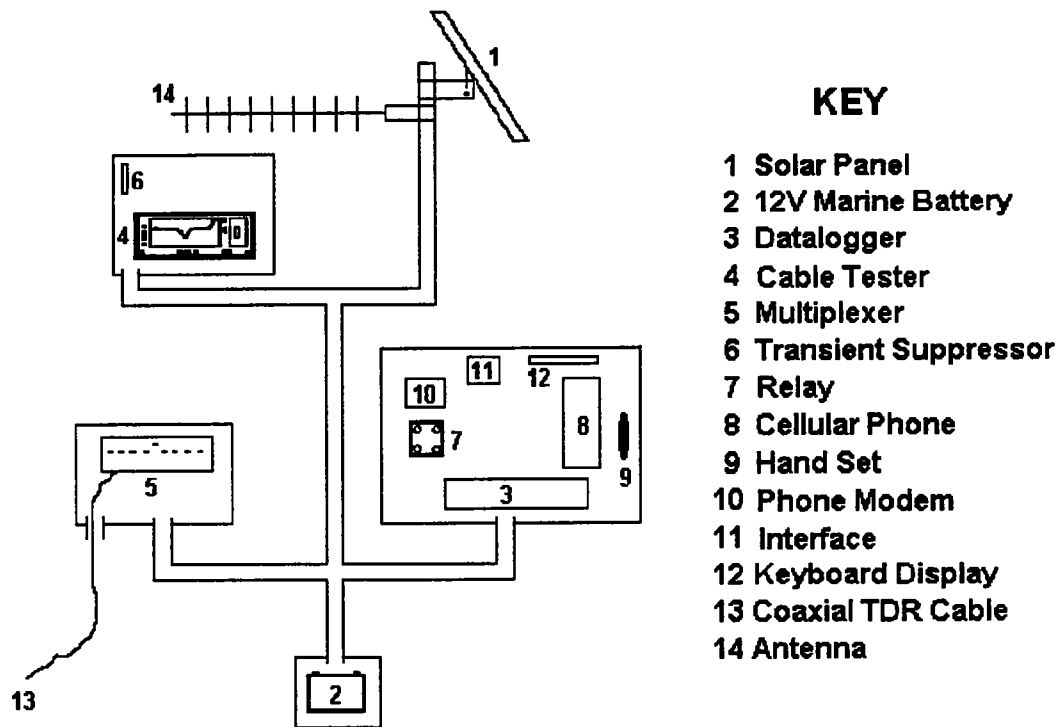 1
14
6
4
12
11
10
8
7
9
5
3
13
2
KEY
1 Solar Panel
2 12V Marine Battery
3 Datalogger
4 Cable Tester
5 Multiplexer
6 Transient Suppressor
7 Relay
8 Cellular Phone
9 Hand Set
10 Phone Modem
11 Interface
12 Keyboard Display
13 Coaxial TDR Cable
14 Antenna